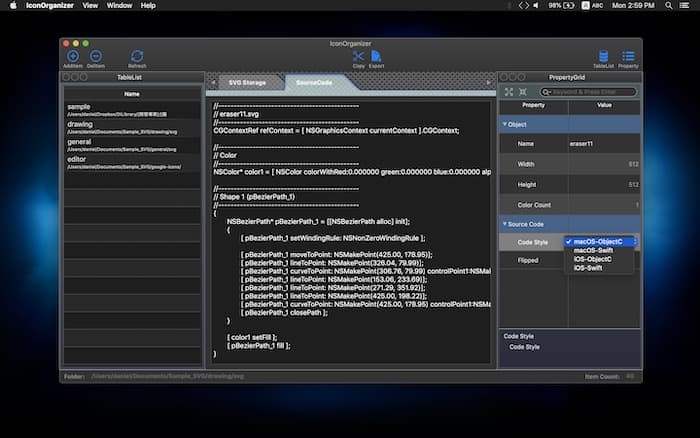 IconOrganizer View Window Help
98% A ABC Mon 2:59 PM
IconOrganizer
AddItem DelItem Refresh Copy Export TableList Property
TableList
Name
sample
drawing
/Users/daniel/Documents/Sample_SVG/drawing/svg
general
/Users/daniel/Documents/Sample_SVG/general/svg
editor
/Users/daniel/Documents/Sample_SVG/google-icons/
SVG Storage SourceCode
//--------------------------------------------------------
// eraser11.svg
//--------------------------------------------------------
CGContextRef refContext = [ NSGraphicsContext currentContext ].CGContext;
//--------------------------------------------------------
// Color
//--------------------------------------------------------
NSColor* color1 = [ NSColor colorWithRed:0.000000 green:0.000000 blue:0.000000 alp
//--------------------------------------------------------
// Shape 1 (pBezierPath_1)
//--------------------------------------------------------
{
NSBezierPath* pBezierPath_1 = [[NSBezierPath alloc] init];
{
[ pBezierPath_1 setWindingRule: NSNonZeroWindingRule ];
[ pBezierPath_1 moveToPoint: NSMakePoint(425.00, 178.95)];
[ pBezierPath_1 lineToPoint: NSMakePoint(326.04, 79.99)];
[ pBezierPath_1 curveToPoint: NSMakePoint(306.76, 79.99) controlPoint1:NSMa
[ pBezierPath_1 lineToPoint: NSMakePoint(153.06, 233.69)];
[ pBezierPath_1 lineToPoint: NSMakePoint(271.29, 351.92)];
[ pBezierPath_1 lineToPoint: NSMakePoint(425.00, 198.22)];
[ pBezierPath_1 curveToPoint: NSMakePoint(425.00, 178.95) controlPoint1:NSM
[ pBezierPath_1 closePath ];
}
[ color1 setFill ];
[ pBezierPath_1 fill ];
}
PropertyGrid
Keyword & Press Enter
Property Value
Object
Name eraser11
Width 512
Height 512
Color Count 1
Source Code
Code Style macOS-ObjectC
macOS-Swift
Flipped iOS-ObjectC
iOS-Swift
Code Style
Code Style
Folder: /Users/daniel/Documents/Sample_SVG/drawing/svg Item Count: